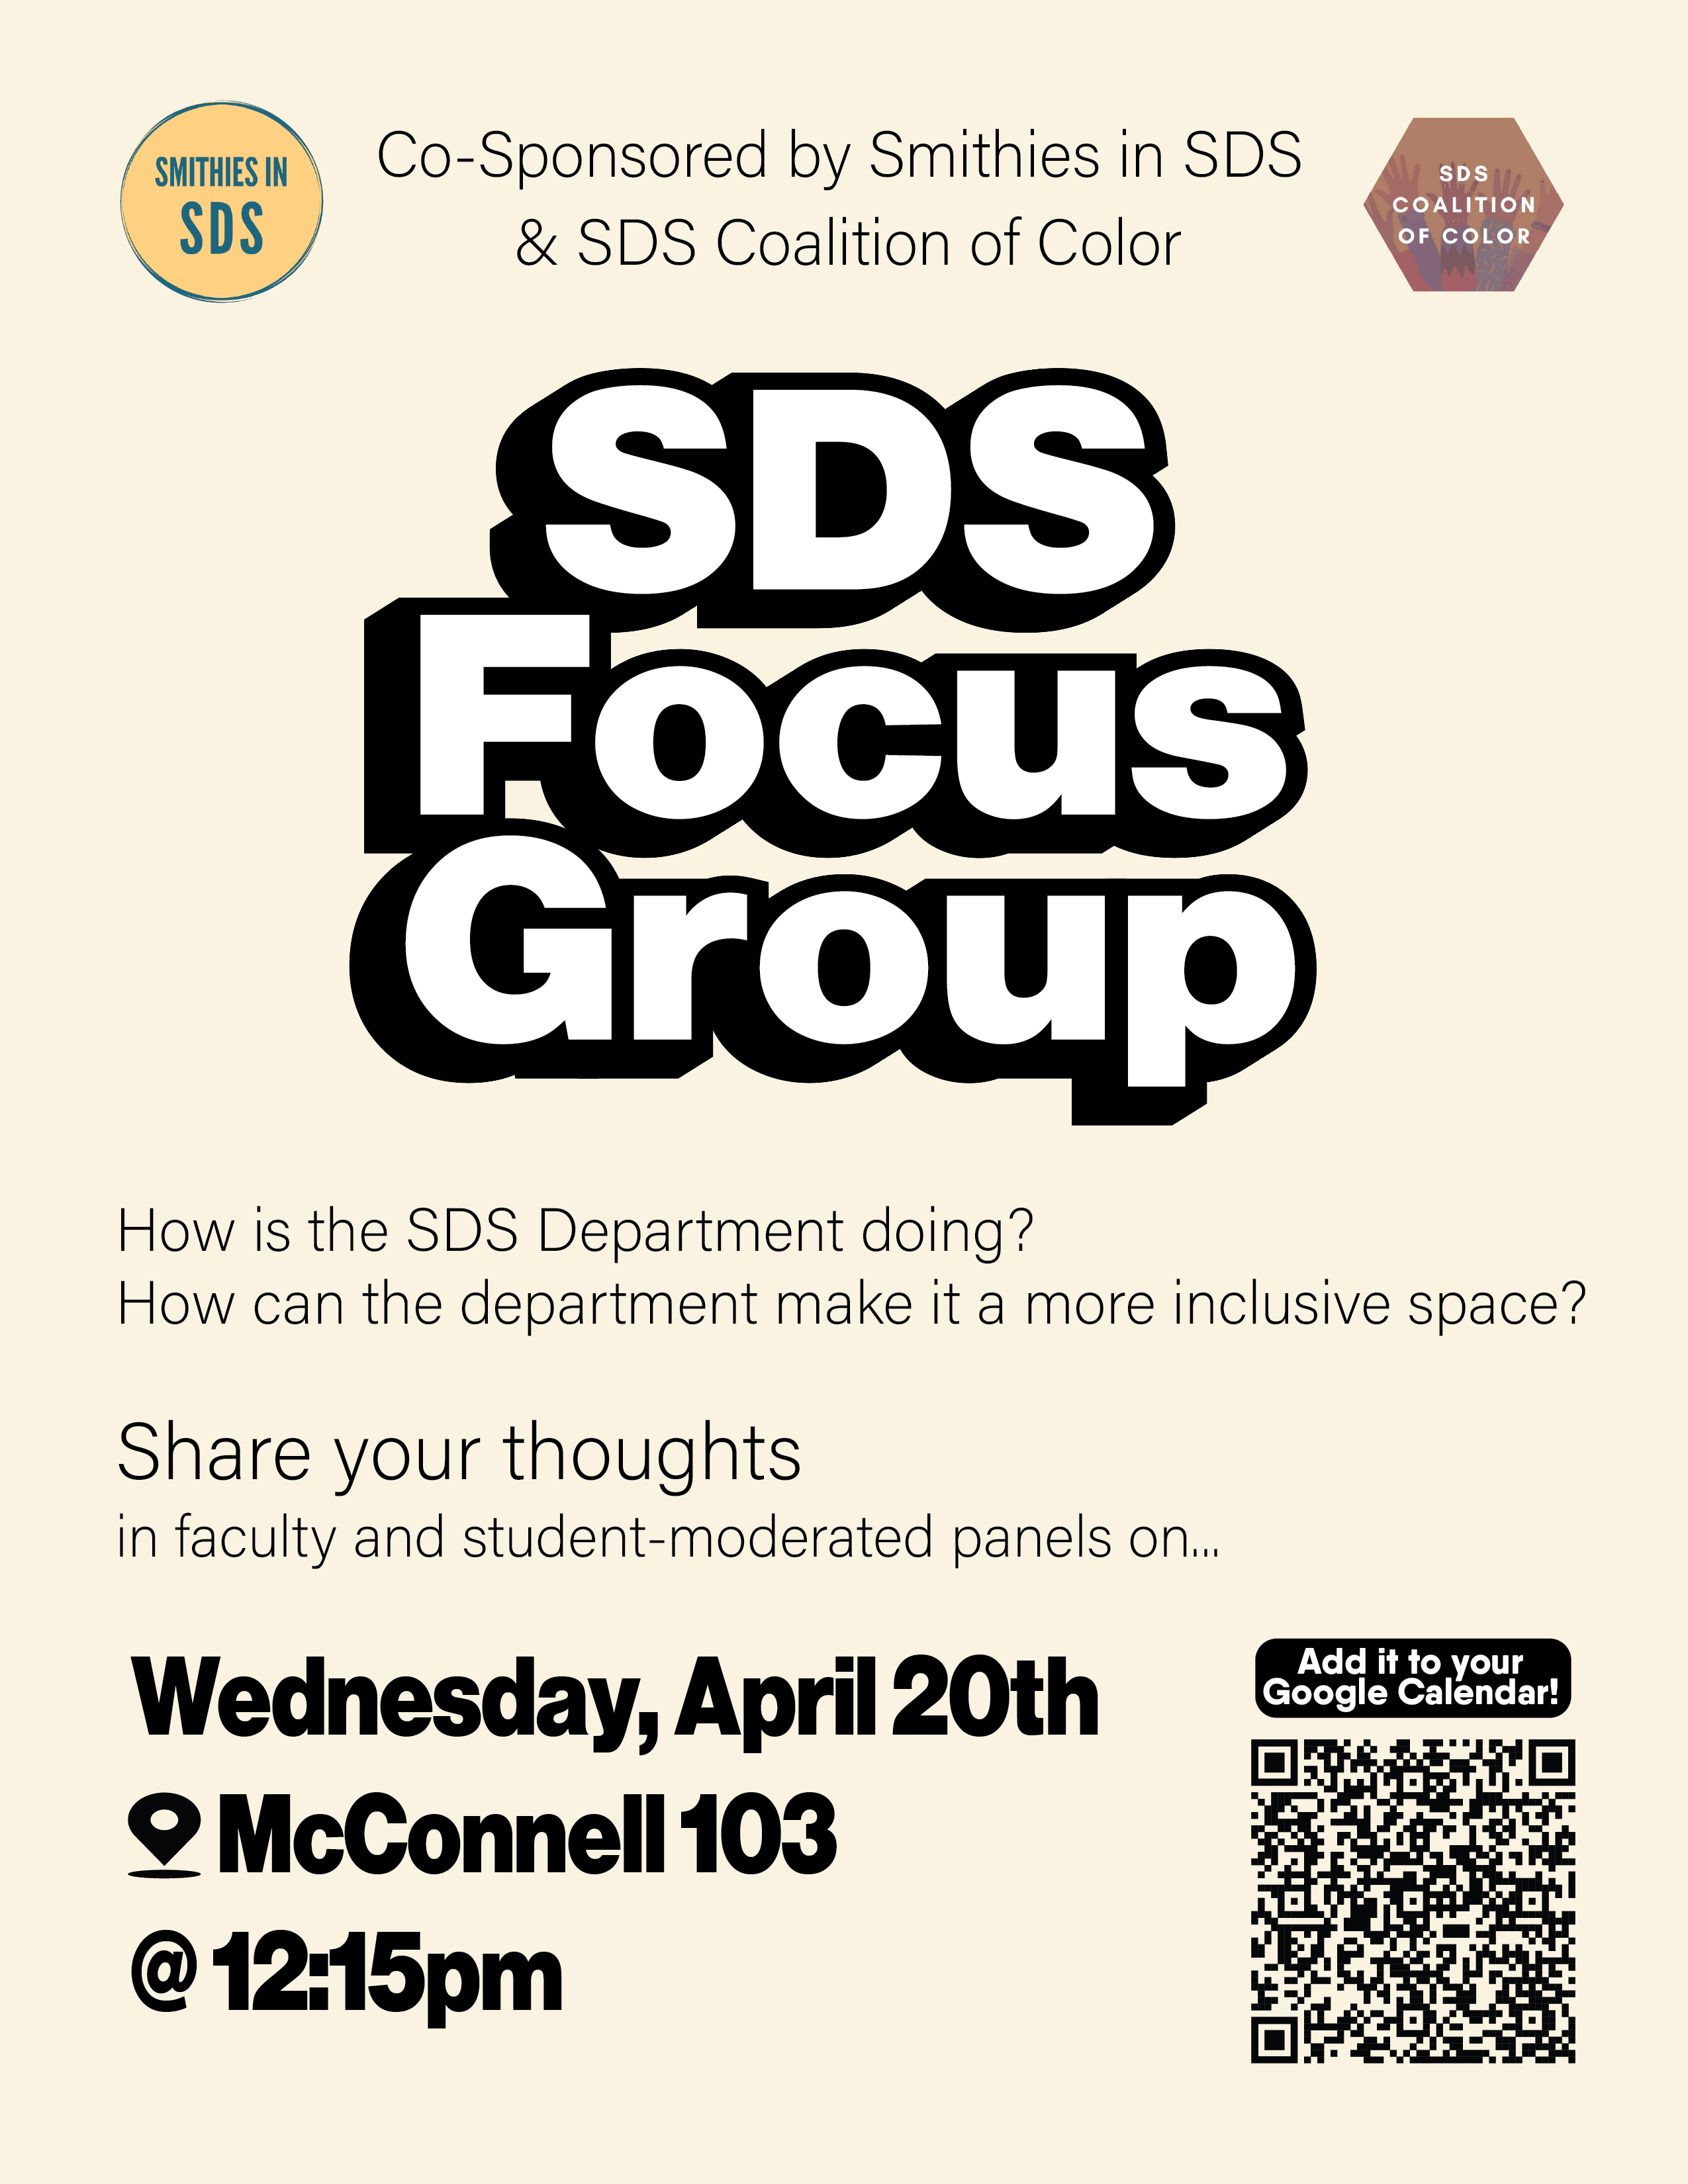 SMITHIES IN
SDS
Co-Sponsored by Smithies in SDS
& SDS Coalition of Color
SDS
COALITION
OF COLOR
SDS
Focus
Group
How is the SDS Department doing?
How can the department make it a more inclusive space?
Share your thoughts
in faculty and student-moderated panels on...
Wednesday, April 20th
McConnell 103
@ 12:15pm
Add it to your
Google Calendar!